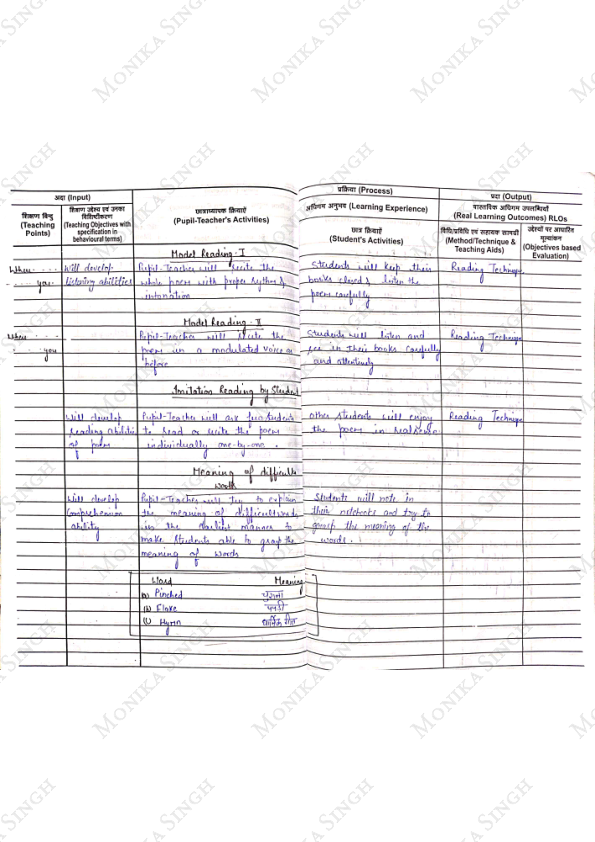 अदा (Input)
प्रक्रिया (Process)
प्रदा (Output)
शिक्षण बिन्दु
(Teaching
Points)
शिक्षण उद्देश्य एवं उनका
विशिष्टीकरण
(Teaching Objectives with
specification in
behavioural terms)
छात्राध्यापक क्रियाएँ
(Pupil-Teacher's Activities)
अधिगम अनुभव (Learning Experience)
छात्र क्रियाएँ
(Student's Activities)
वास्तविक अधिगम उपलब्धियाँ
(Real Learning Outcomes) RLOs
विधि/प्रविधि एवं सहायक सामग्री
(Method/Technique &
Teaching Aids)
उद्देश्यों पर आधारित
मूल्यांकन
(Objectives based
Evaluation)
Model Reading-I
When.....
..... you
Will develop
listening abilities
Pupil-Teacher will recite the
whole poem with proper rythm &
intonation
Students will keep their
books closed & listen the
poem carefully
Reading Technique
Model Reading-II
Where.....
..... you
Pupil-Teacher will recite the
poem in a modulated voice as
before
Students will listen and
see in their books carefully
and attentively
Reading Technique
Imitation Reading by Student
Will develop
reading abilities
of poem
Pupil-Teacher will ask few students
to read or recite the poem
individually one-by-one.
other students will enjoy
the poem in real sense.
Reading Technique
Meaning of difficult
words
Will develop
Comprehension
ability
Pupil-Teacher will try to explain
the meaning of difficult words
in the easiest manner to
make students able to grasp the
meaning of words
Students will note in
their notebooks and try to
grasp the meaning of the
words.
Word Meaning
(a) Pinched चुराना
(b)
(c) Hymn धार्मिक गीत
MONIKA SINGH